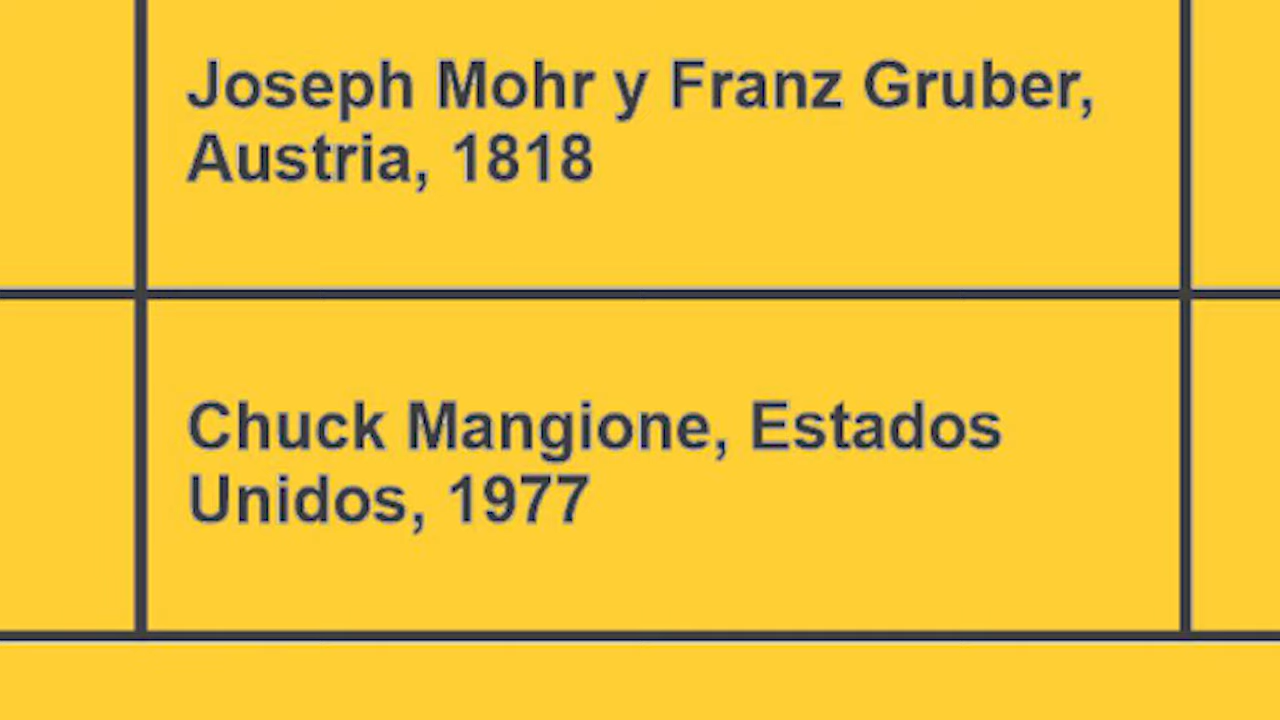 Joseph Mohr y Franz Gruber,
Austria, 1818
Chuck Mangione, Estados
Unidos, 1977